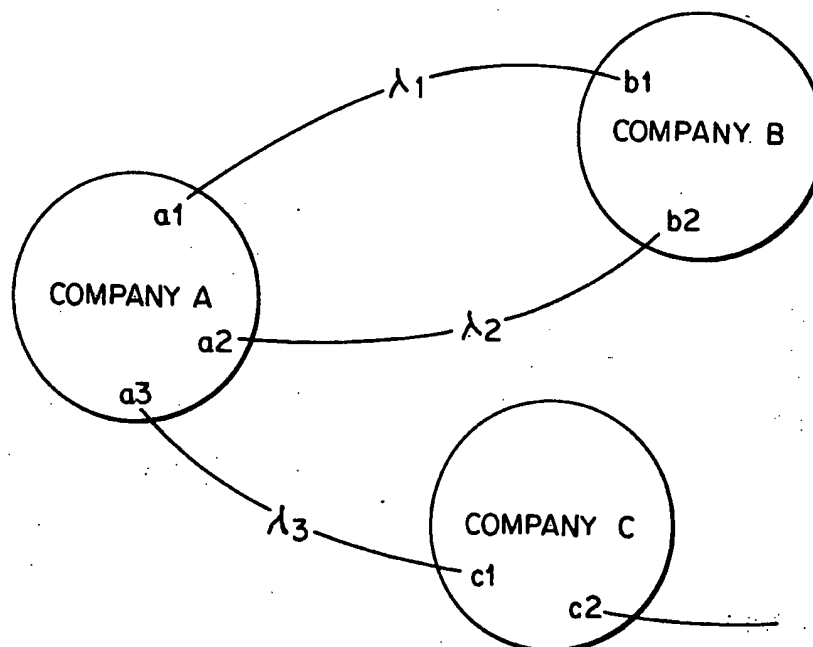 λ1
b1
COMPANY B
a1
b2
COMPANY A
λ2
a2
a3
λ3
COMPANY C
c1
c2